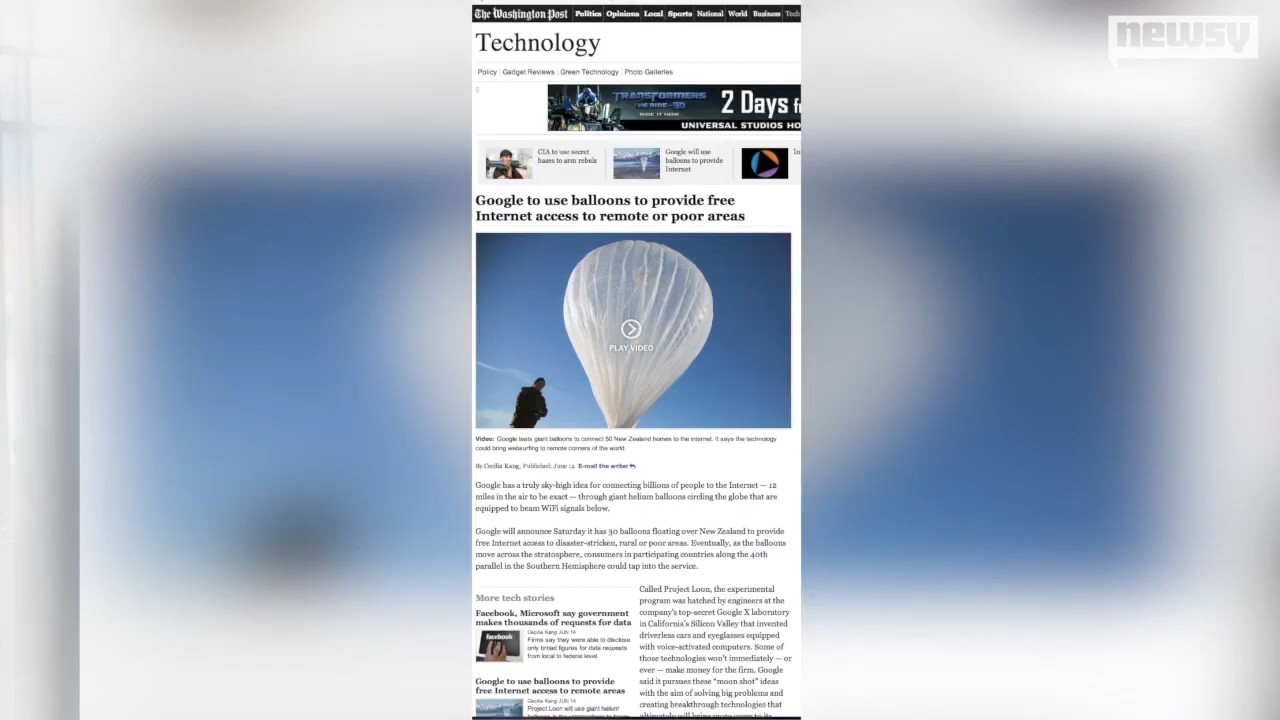 The Washington Post Politics Opinions Local Sports National World Business Tech
newsy
Technology
Policy Gadget Reviews Green Technology Photo Galleries
TRANSFORMERS
THE RIDE-3D
RIDE IT NOW
2 Days f
UNIVERSAL STUDIOS HO
CIA to use secret
bases to arm rebels
Google will use
balloons to provide
Internet
In
Google to use balloons to provide free
Internet access to remote or poor areas
PLAY VIDEO
Video: Google tests giant balloons to connect 50 New Zealand homes to the internet. It says the technology
could bring websurfing to remote corners of the world.
By Cecilia Kang, Published: June 14 E-mail the writer
Google has a truly sky-high idea for connecting billions of people to the Internet — 12
miles in the air to be exact — through giant helium balloons circling the globe that are
equipped to beam WiFi signals below.
Google will announce Saturday it has 30 balloons floating over New Zealand to provide
free Internet access to disaster-stricken, rural or poor areas. Eventually, as the balloons
move across the stratosphere, consumers in participating countries along the 40th
parallel in the Southern Hemisphere could tap into the service.
More tech stories
Facebook, Microsoft say government
makes thousands of requests for data
facebook
Cecilia Kang JUN 14
Firms say they were able to disclose
only broad figures for data requests
from local to federal level.
Google to use balloons to provide
free Internet access to remote areas
Cecilia Kang JUN 14
Project Loon will use giant helium
Called Project Loon, the experimental
program was hatched by engineers at the
company's top-secret Google X laboratory
in California's Silicon Valley that invented
driverless cars and eyeglasses equipped
with voice-activated computers. Some of
those technologies won't immediately — or
ever — make money for the firm. Google
said it pursues these “moon shot” ideas
with the aim of solving big problems and
creating breakthrough technologies that